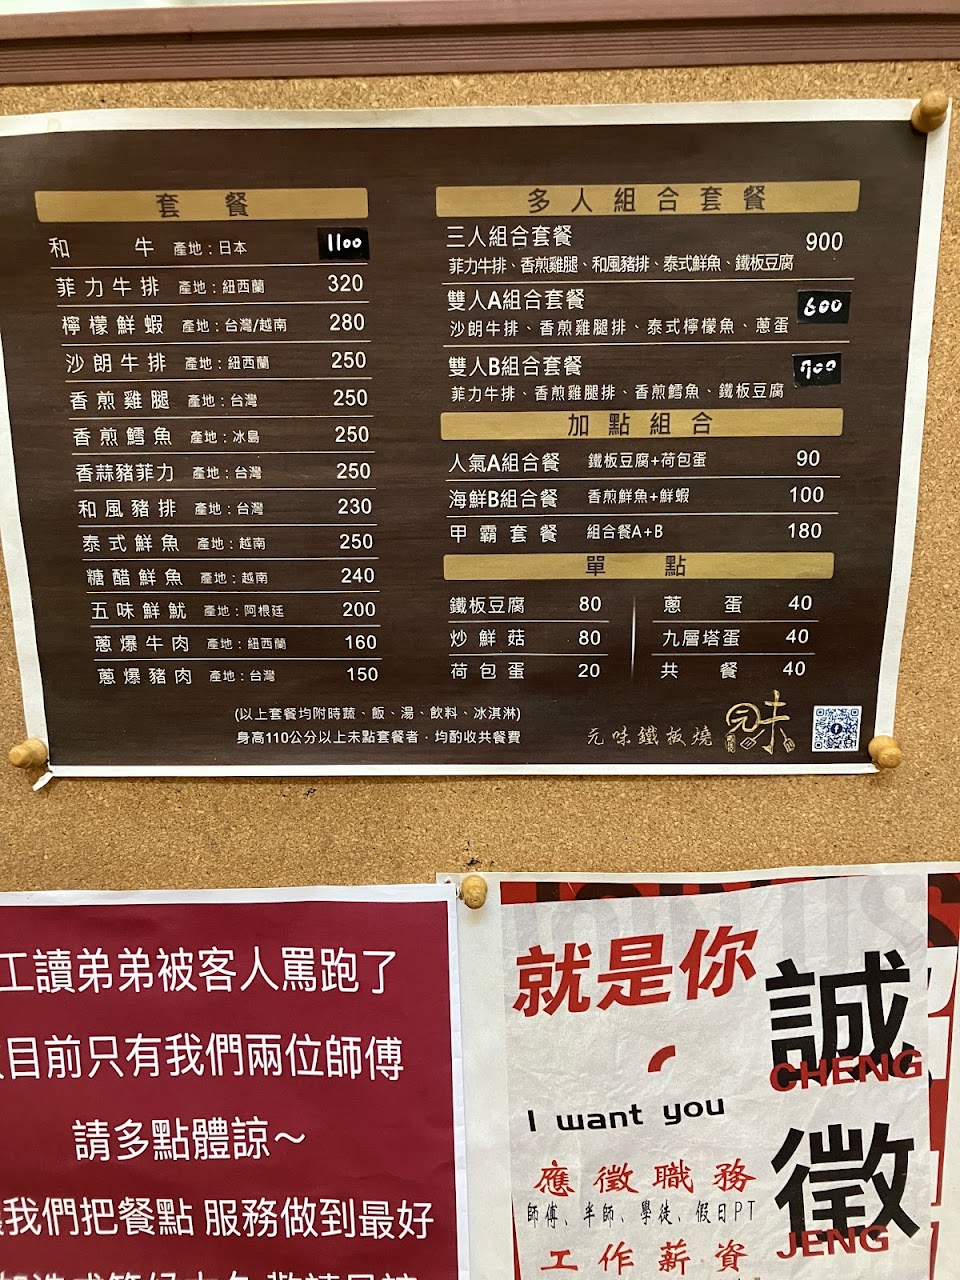 套餐
和牛 產地:日本 1100
菲力牛排 產地:紐西蘭 320
檸檬鮮蝦 產地:台灣/越南 280
沙朗牛排 產地:紐西蘭 250
香煎雞腿 產地:台灣 250
香煎鱈魚 產地:冰島 250
香蒜豬菲力 產地:台灣 250
和風豬排 產地:台灣 230
泰式鮮魚 產地:越南 250
糖醋鮮魚 產地:越南 240
五味鮮魷 產地:阿根廷 200
蔥爆牛肉 產地:紐西蘭 160
蔥爆豬肉 產地:台灣 150
(以上套餐均附時蔬、飯、湯、飲料、冰淇淋)
身高110公分以上未點套餐者,均酌收共餐費
多人組合套餐
三人組合套餐 900
菲力牛排、香煎雞腿、和風豬排、泰式鮮魚、鐵板豆腐
雙人A組合套餐 600
沙朗牛排、香煎雞腿排、泰式檸檬魚、蔥蛋
雙人B組合套餐 700
菲力牛排、香煎雞腿排、香煎鱈魚、鐵板豆腐
加點組合
人氣A組合餐 鐵板豆腐+荷包蛋 90
海鮮B組合餐 香煎鮮魚+鮮蝦 100
甲霸套餐 組合餐A+B 180
單點
鐵板豆腐 80
炒鮮菇 80
荷包蛋 20
蔥蛋 40
九層塔蛋 40
共餐 40
元味鐵板燒
元味
工讀弟弟被客人罵跑了
目前只有我們兩位師傅
請多點體諒~
我們把餐點 服務做到最好
JOIN US
就是你
I want you
誠
CHENG
徵
JENG
應徵職務
師傅、半師、學徒、假日PT
工作薪資